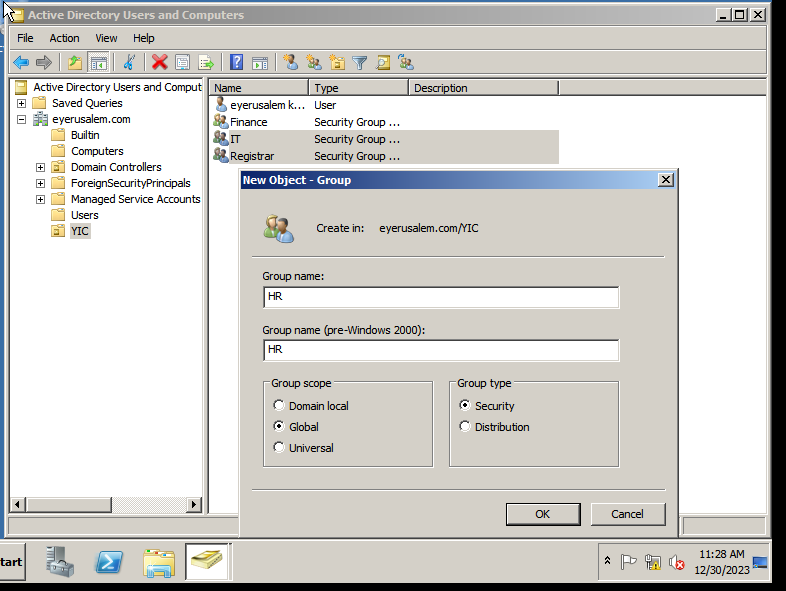 Active Directory Users and Computers
File Action View Help
Active Directory Users and Comput
Saved Queries
eyerusalem.com
Builtin
Computers
Domain Controllers
ForeignSecurityPrincipals
Managed Service Accounts
Users
YIC
Name Type Description
eyerusalem k... User
Finance Security Group ...
IT Security Group ...
Registrar Security Group ...
New Object - Group
Create in: eyerusalem.com/YIC
Group name:
HR
Group name (pre-Windows 2000):
HR
Group scope
Domain local
Global
Universal
Group type
Security
Distribution
OK Cancel
tart
11:28 AM
12/30/2023